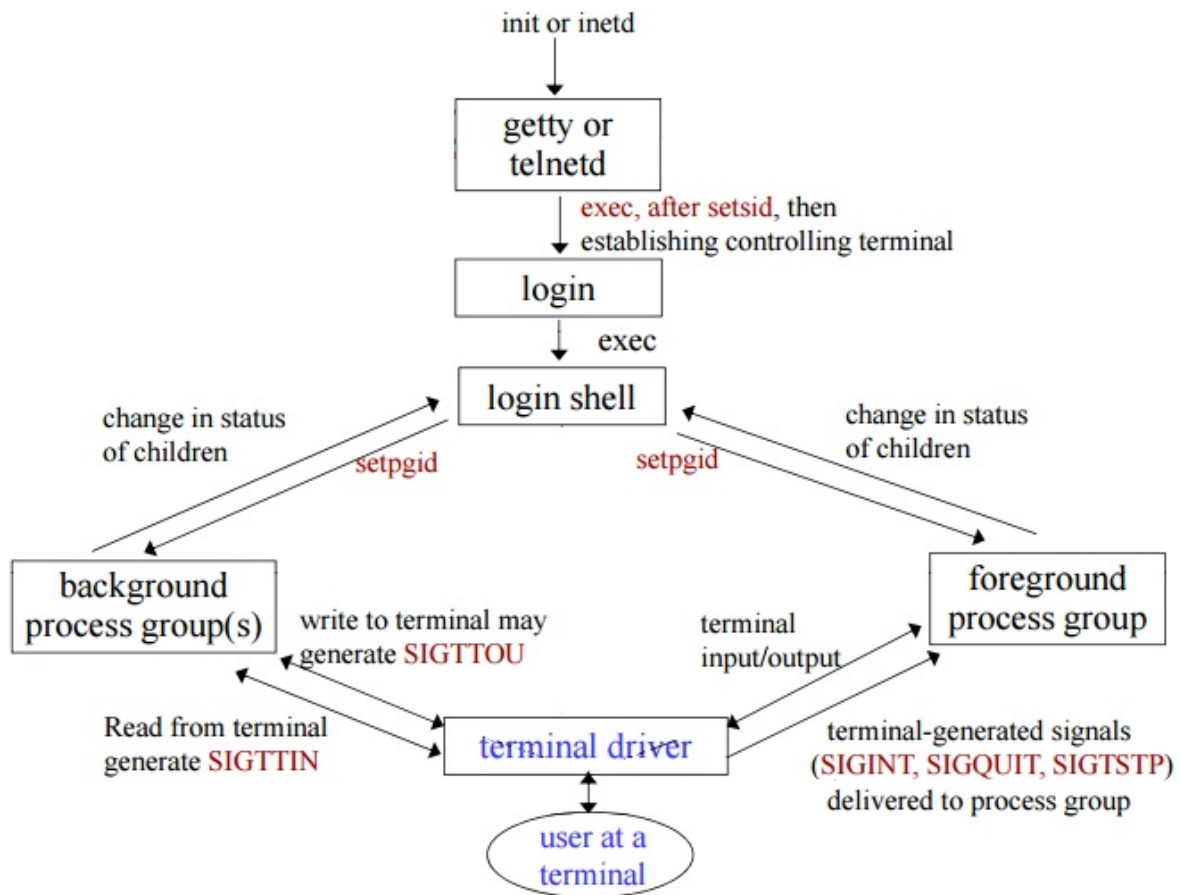 init or inetd
getty or
telnetd
exec, after setsid, then
establishing controlling terminal
login
exec
login shell
change in status
of children
setpgid
setpgid
change in status
of children
background
process group(s)
foreground
process group
write to terminal may
generate SIGTTOU
terminal
input/output
Read from terminal
generate SIGTTIN
terminal driver
terminal-generated signals
(SIGINT, SIGQUIT, SIGTSTP)
delivered to process group
user at a
terminal